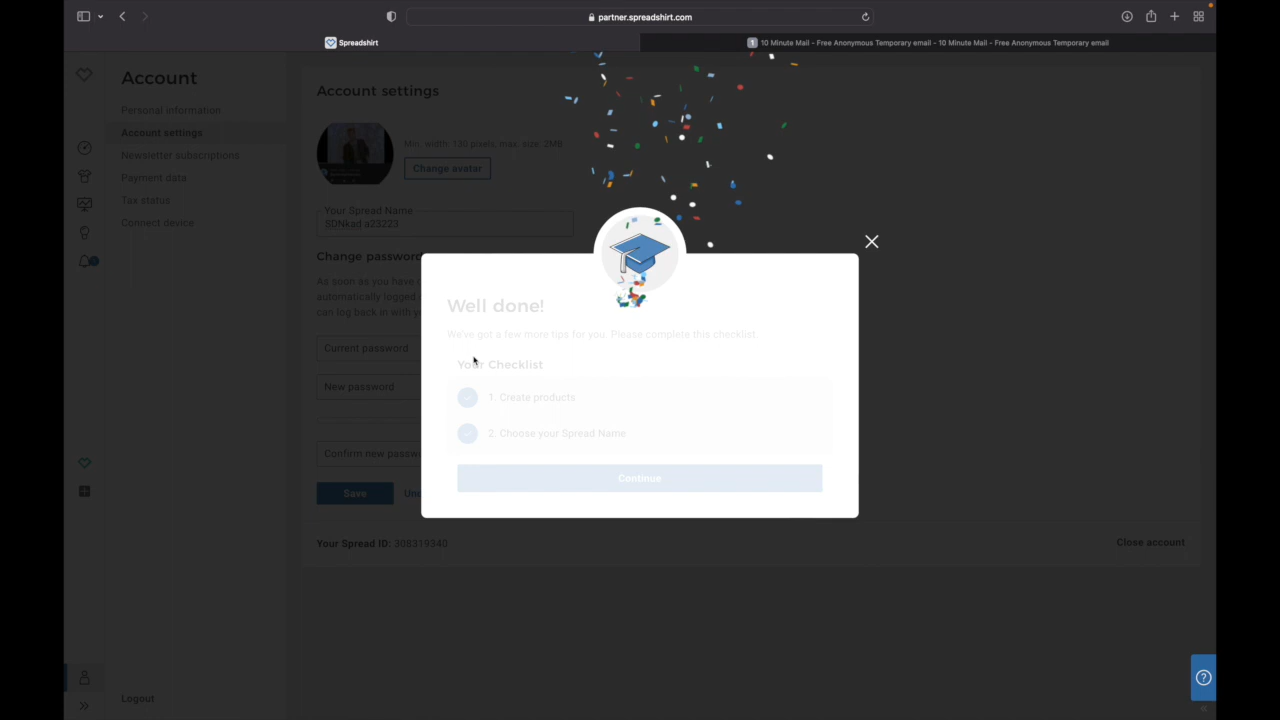 partner.spreadshirt.com
Spreadshirt
1 10 Minute Mail - Free Anonymous Temporary email - 10 Minute Mail - Free Anonymous Temporary email
Account
Personal information
Account settings
Newsletter subscriptions
Payment data
Tax status
Connect device
Logout
Account settings
Min. width: 130 pixels, max. size: 2MB
Change avatar
Your Spread Name
SDNkad a23223
Change password
As soon as you have
automatically logged
can log back in with yo
Current password
New password
Confirm new passwo
Save
Und
Your Spread ID: 308319340
Close account
Well done!
We've got a few more tips for you. Please complete this checklist.
Your Checklist
1. Create products
2. Choose your Spread Name
Continue